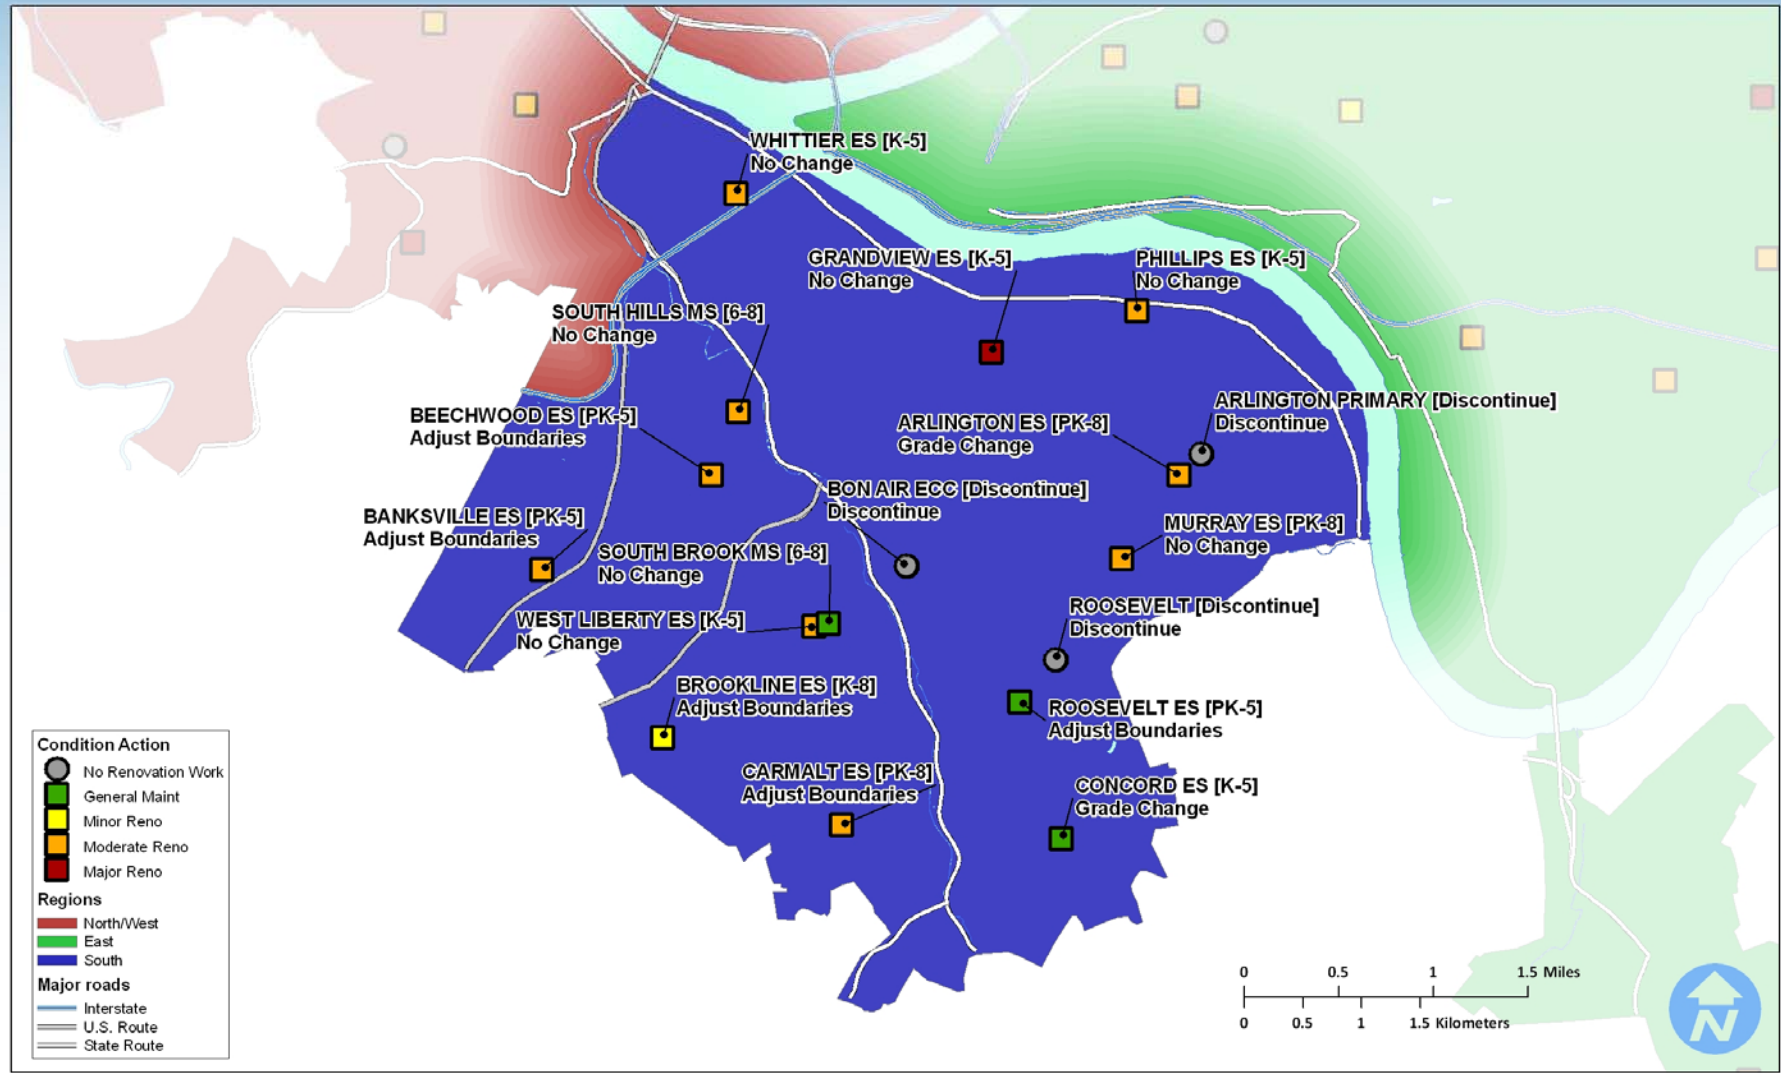 WHITTIER ES [K-5]
No Change
GRANDVIEW ES [K-5]
No Change
PHILLIPS ES [K-5]
No Change
SOUTH HILLS MS [6-8]
No Change
BEECHWOOD ES [PK-5]
Adjust Boundaries
ARLINGTON ES [PK-8]
Grade Change
ARLINGTON PRIMARY [Discontinue]
Discontinue
BON AIR ECC [Discontinue]
Discontinue
BANKSVILLE ES [PK-5]
Adjust Boundaries
MURRAY ES [PK-8]
No Change
SOUTH BROOK MS [6-8]
No Change
WEST LIBERTY ES [K-5]
No Change
ROOSEVELT [Discontinue]
Discontinue
BROOKLINE ES [K-8]
Adjust Boundaries
ROOSEVELT ES [PK-5]
Adjust Boundaries
CARMALT ES [PK-8]
Adjust Boundaries
CONCORD ES [K-5]
Grade Change
Condition Action
No Renovation Work
General Maint
Minor Reno
Moderate Reno
Major Reno
Regions
North/West
East
South
Major roads
Interstate
U.S. Route
State Route
0 0.5 1 1.5 Miles
0 0.5 1 1.5 Kilometers
N